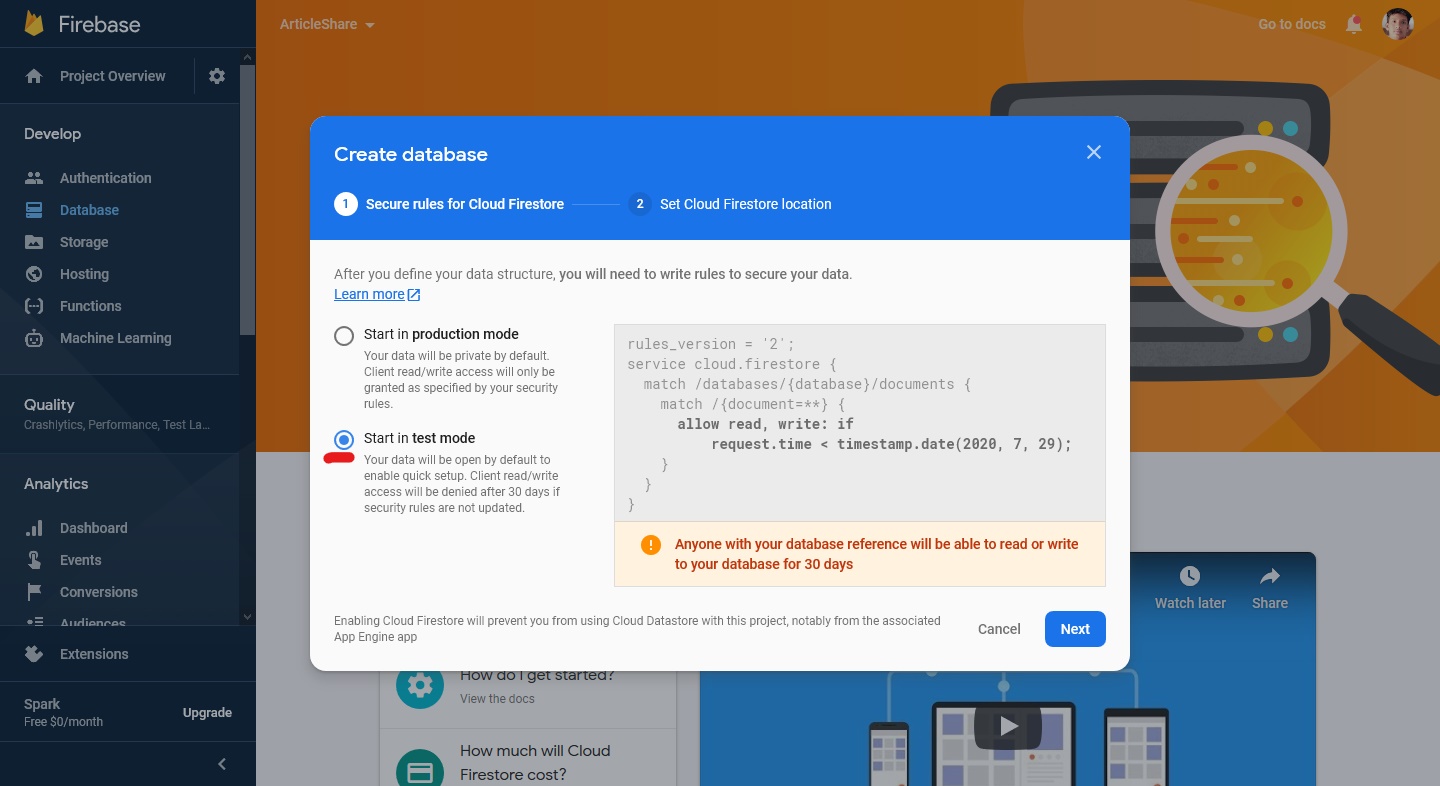 Firebase
ArticleShare
Go to docs
Project Overview
Develop
Authentication
Database
Storage
Hosting
Functions
Machine Learning
Quality
Crashlytics, Performance, Test La...
Analytics
Dashboard
Events
Conversions
Audiences
Extensions
Spark
Free $0/month
Upgrade
Create database
1 Secure rules for Cloud Firestore
2 Set Cloud Firestore location
After you define your data structure, you will need to write rules to secure your data.
Learn more
Start in production mode
Your data will be private by default.
Client read/write access will only be
granted as specified by your security
rules.
Start in test mode
Your data will be open by default to
enable quick setup. Client read/write
access will be denied after 30 days if
security rules are not updated.
rules_version = '2';
service cloud.firestore {
match /databases/{database}/documents {
match /{document=**} {
allow read, write: if
request.time < timestamp.date(2020, 7, 29);
}
}
}
Anyone with your database reference will be able to read or write
to your database for 30 days
Enabling Cloud Firestore will prevent you from using Cloud Datastore with this project, notably from the associated
App Engine app
Cancel
Next
Watch later
Share
How do I get started?
View the docs
How much will Cloud
Firestore cost?